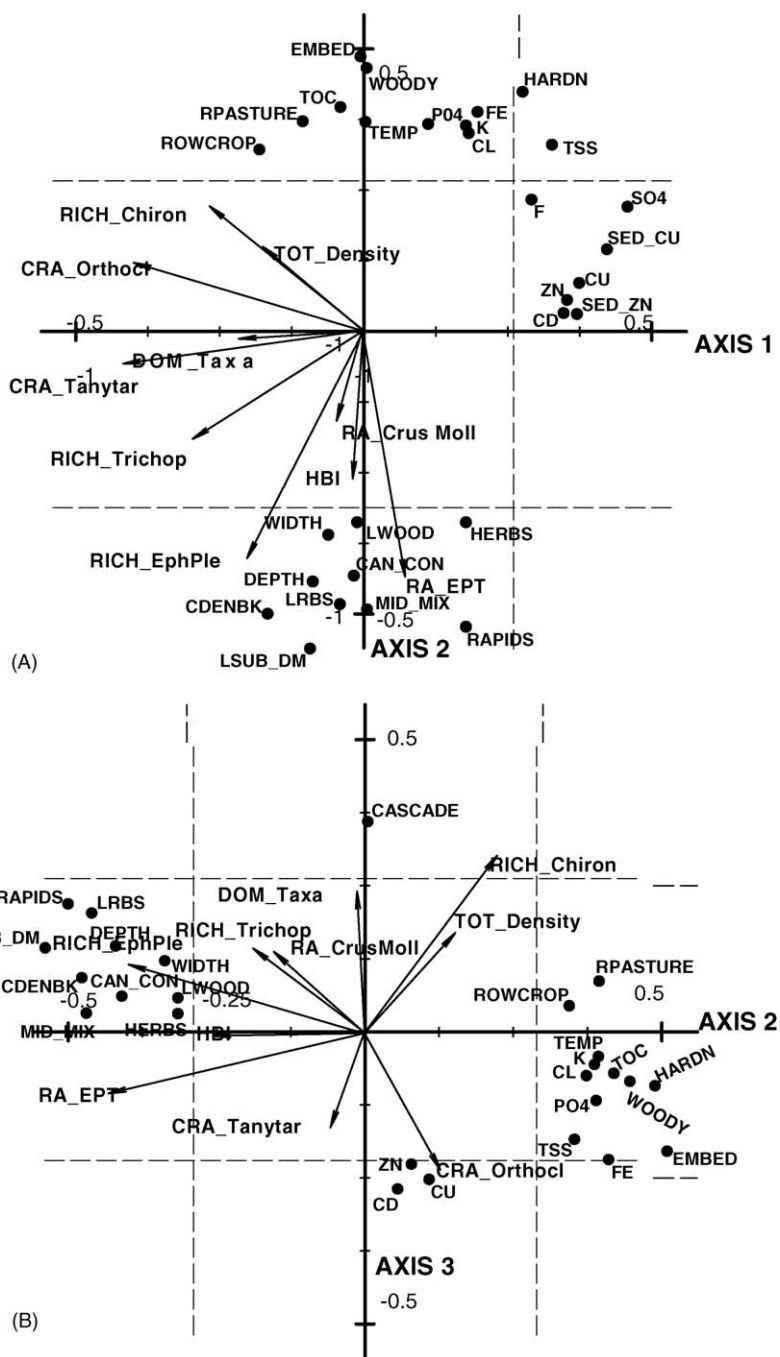 EMBED
0.5
WOODY
HARDN
TOC
RPASTURE
P04
FE
K
TEMP
CL
ROWCROP
TSS
RICH_Chiron
F
SO4
TOT_Density
SED_CU
CRA_Orthocl
CU
ZN
SED_ZN
CD
-0.5
0.5
-1
AXIS 1
DOM_Taxa
-1
-1
CRA_Tanytar
RA_Crus Moll
RICH_Trichop
HBI
WIDTH
LWOOD
HERBS
RICH_EphPle
CAN_CON
DEPTH
RA_EPT
LRBS
MID_MIX
CDENBK
-1
-0.5
RAPIDS
AXIS 2
LSUB_DM
(A)
0.5
CASCADE
RICH_Chiron
DOM_Taxa
RAPIDS
LRBS
TOT_Density
RICH_Trichop
DEPTH
B_DM
RICH_EphPle
RA_CrusMoll
WIDTH
RPASTURE
CDENBK
CAN_CON
LWOOD
-0.5
-0.25
ROWCROP
0.5
AXIS 2
MID_MIX
HERBS
HBI
TEMP
K
TOC
HARDN
CL
WOODY
RA_EPT
PO4
CRA_Tanytar
TSS
EMBED
ZN
CRA_Orthocl
FE
CU
CD
AXIS 3
-0.5
(B)